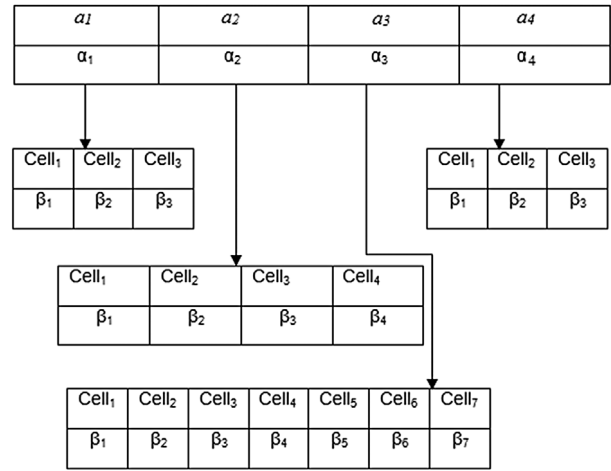 a1 a2 a3 a4
α₁ α₂ α₃ α₄
Cell₁ Cell₂ Cell₃
β₁ β₂ β₃
Cell₁ Cell₂ Cell₃
β₁ β₂ β₃
Cell₁ Cell₂ Cell₃ Cell₄
β₁ β₂ β₃ β₄
Cell₁ Cell₂ Cell₃ Cell₄ Cell₅ Cell₆ Cell₇
β₁ β₂ β₃ β₄ β₅ β₆ β₇